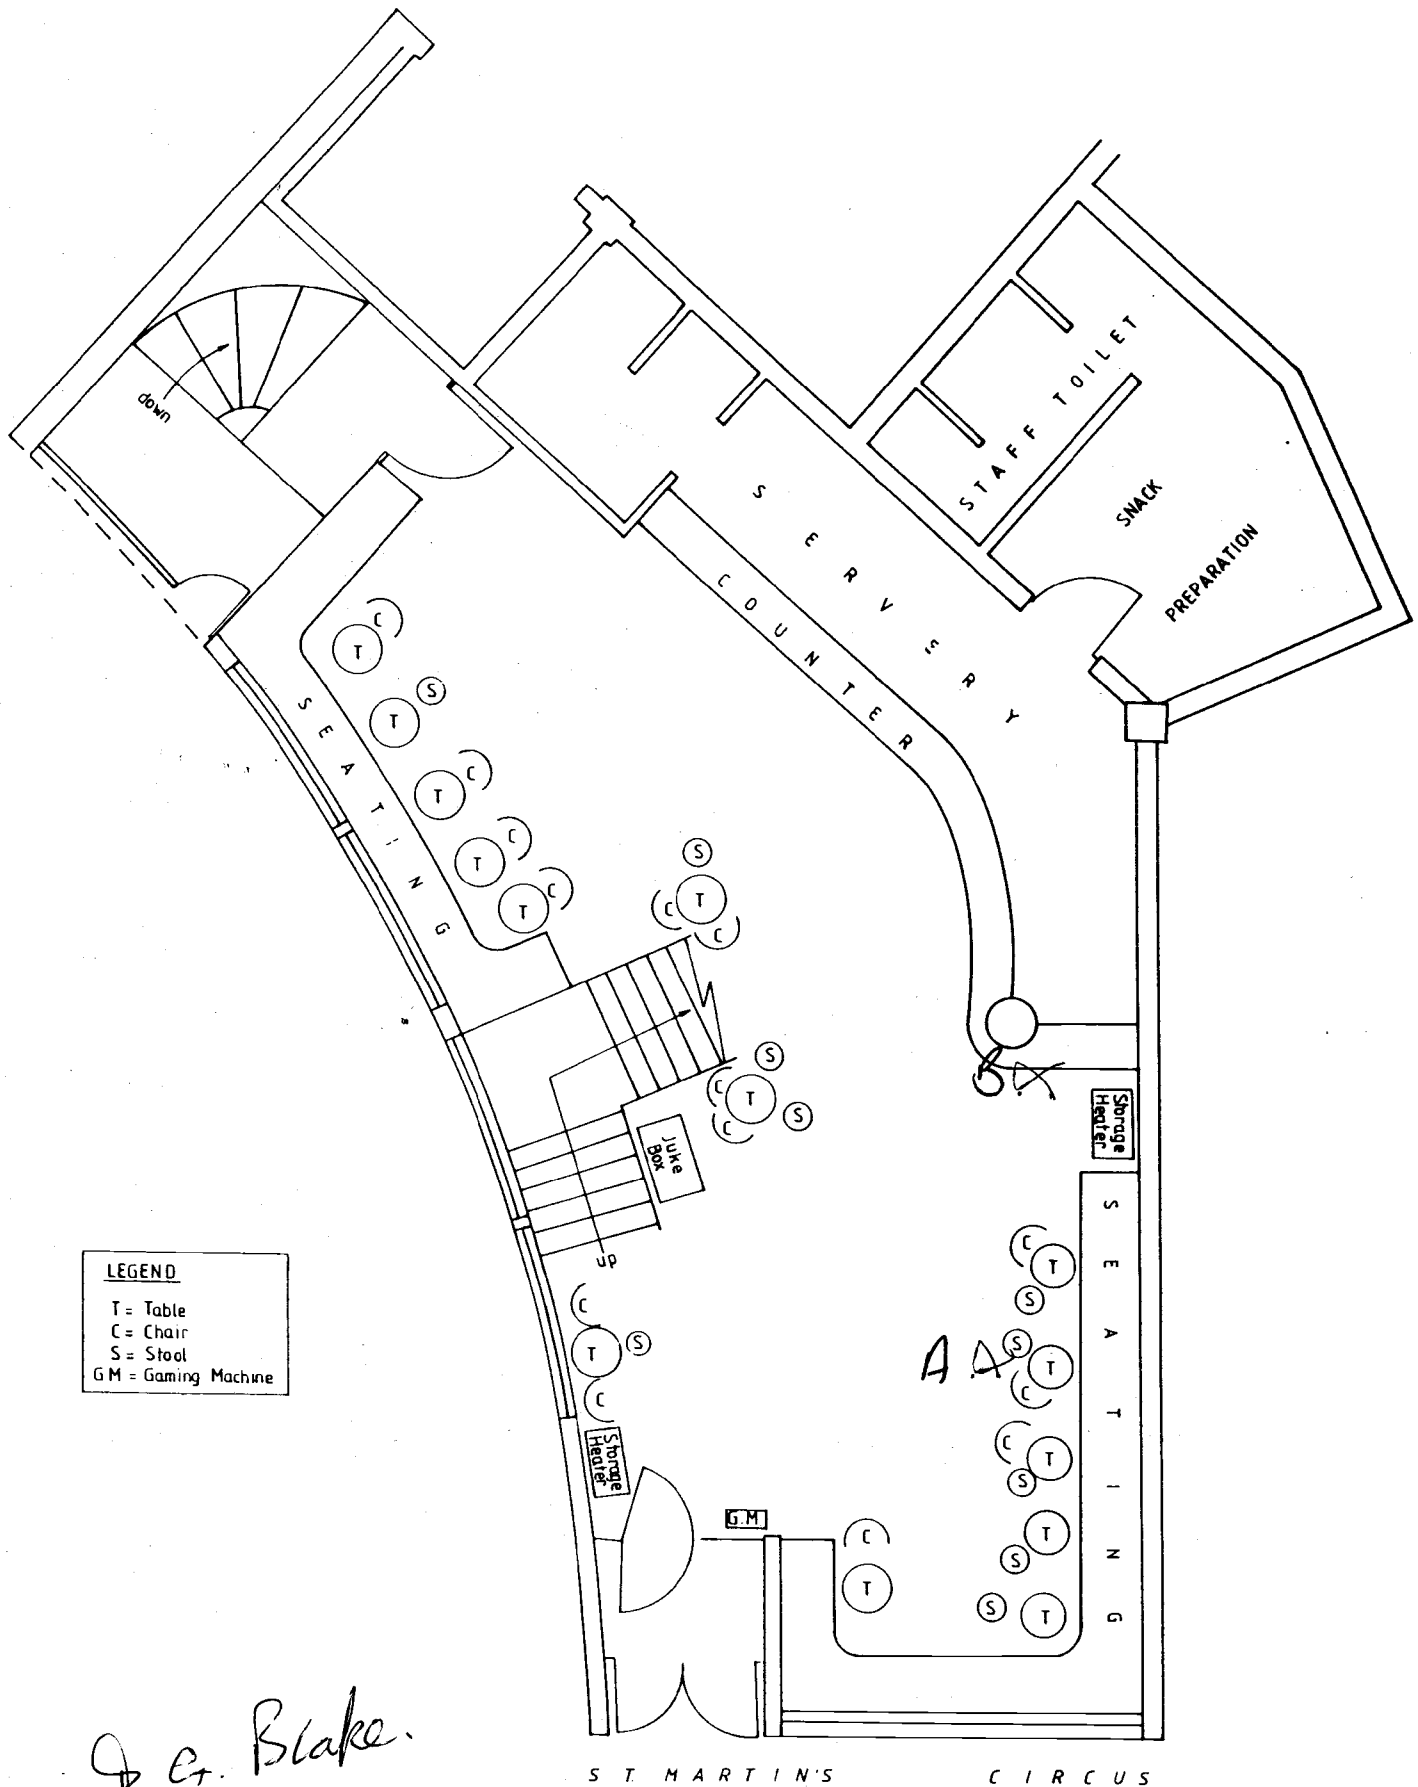 down
STAFF TOILET
SNACK
PREPARATION
SERVERY
COUNTER
C
T
S
T
SEATING
C
T
C
T
C
T
S
T
C
C
S
C
T
S
C
Juke
Box
up
Storage
Heater
SEATING
C
T
S
C
T
S
C
S
T
C
A A
C
T
S
Storage
Heater
G.M
C
T
T
S
S
T
LEGEND
T = Table
C = Chair
S = Stool
G M = Gaming Machine
G. Blake.
ST. MARTIN'S CIRCUS